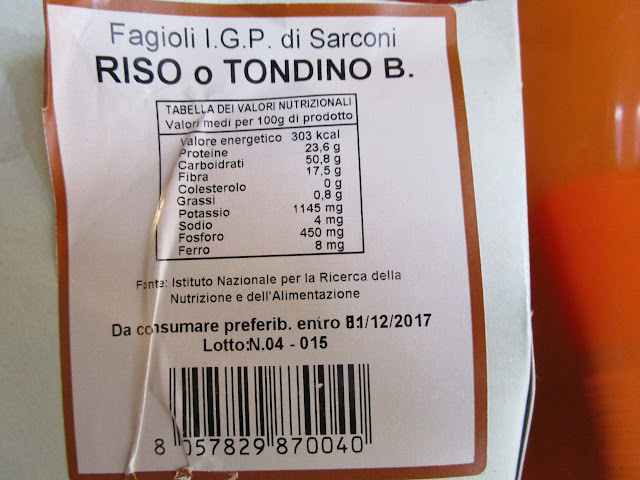 Fagioli I.G.P. di Sarconi
RISO o TONDINO B.
TABELLA DEI VALORI NUTRIZIONALI
Valori medi per 100g di prodotto
valore energetico 303 kcal
Proteine 23,6 g
Carboidrati 50,8 g
Fibra 17,5 g
Colesterolo 0 g
Grassi 0,8 g
Potassio 1145 mg
Sodio 4 mg
Fosforo 450 mg
Ferro 8 mg
Fonte: Istituto Nazionale per la Ricerca della
Nutrizione e dell'Alimentazione
Da consumare preferib. entro 31/12/2017
Lotto:N.04 - 015
8 057829 870040